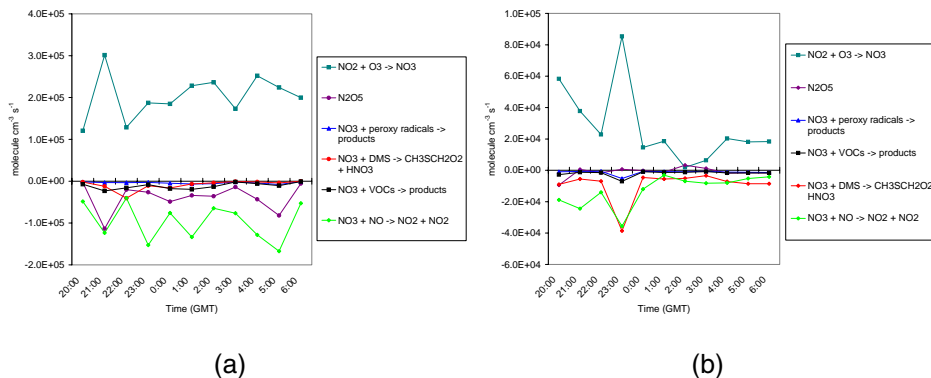 4.0E+05
3.0E+05
2.0E+05
1.0E+05
0.0E+00
-1.0E+05
-2.0E+05
molecule cm⁻³ s⁻¹
20:00
21:00
22:00
23:00
0:00
1:00
2:00
3:00
4:00
5:00
6:00
Time (GMT)
NO2 + O3 -> NO3
N2O5
NO3 + peroxy radicals ->
products
NO3 + DMS -> CH3SCH2O2
+ HNO3
NO3 + VOCs -> products
NO3 + NO -> NO2 + NO2
(a)
1.0E+05
8.0E+04
6.0E+04
4.0E+04
2.0E+04
0.0E+00
-2.0E+04
-4.0E+04
-6.0E+04
molecule cm⁻³ s⁻¹
20:00
21:00
22:00
23:00
0:00
1:00
2:00
3:00
4:00
5:00
6:00
Time (GMT)
NO2 + O3 -> NO3
N2O5
NO3 + peroxy radicals ->
products
NO3 + VOCs -> products
NO3 + DMS -> CH3SCH2O2
HNO3
NO3 + NO -> NO2 + NO2
(b)